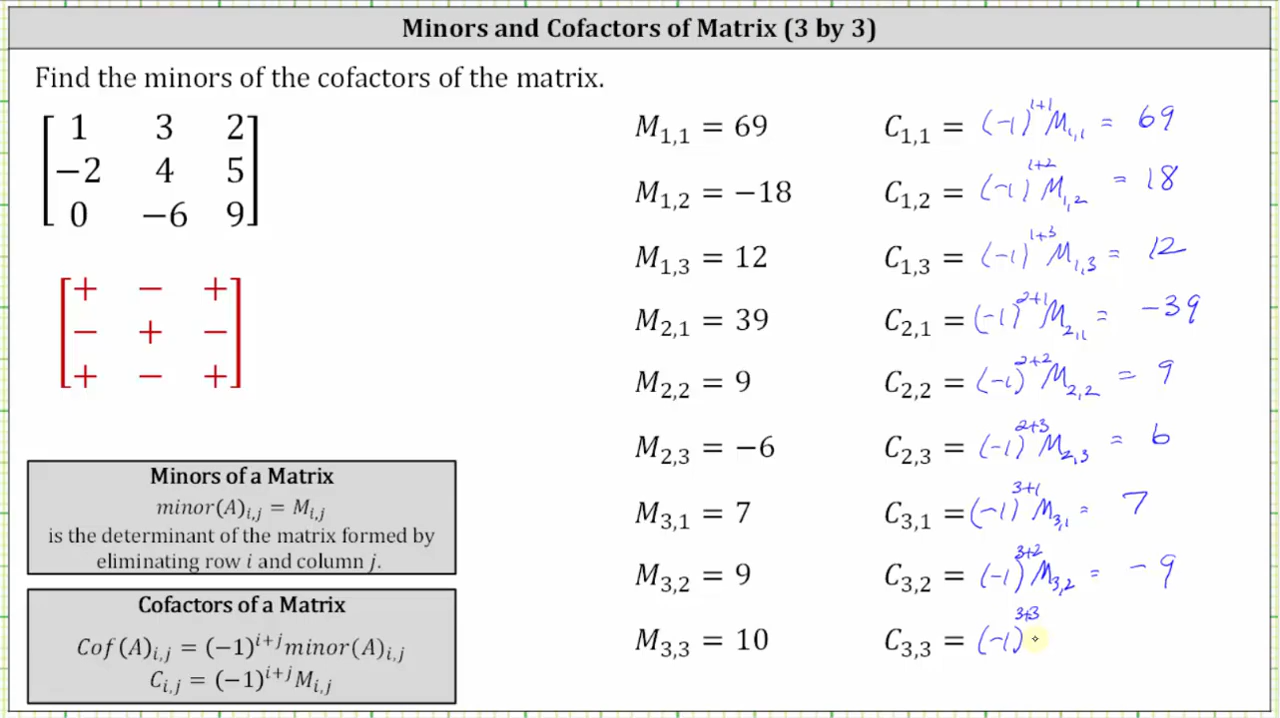 Minors and Cofactors of Matrix (3 by 3)
Find the minors of the cofactors of the matrix.
1 3 2
−2 4 5
0 −6 9
+ − +
− + −
+ − +
Minors of a Matrix
minor(A)i,j = Mi,j
is the determinant of the matrix formed by
eliminating row i and column j.
Cofactors of a Matrix
Cof(A)i,j = (−1)^i+j minor(A)i,j
Ci,j = (−1)^i+j Mi,j
M1,1 = 69 C1,1 = (−1)^1+1 M1,1 = 69
M1,2 = −18 C1,2 = (−1)^1+2 M1,2 = 18
M1,3 = 12 C1,3 = (−1)^1+3 M1,3 = 12
M2,1 = 39 C2,1 = (−1)^2+1 M2,1 = −39
M2,2 = 9 C2,2 = (−1)^2+2 M2,2 = 9
M2,3 = −6 C2,3 = (−1)^2+3 M2,3 = 6
M3,1 = 7 C3,1 = (−1)^3+1 M3,1 = 7
M3,2 = 9 C3,2 = (−1)^3+2 M3,2 = −9
M3,3 = 10 C3,3 = (−1)^3+3